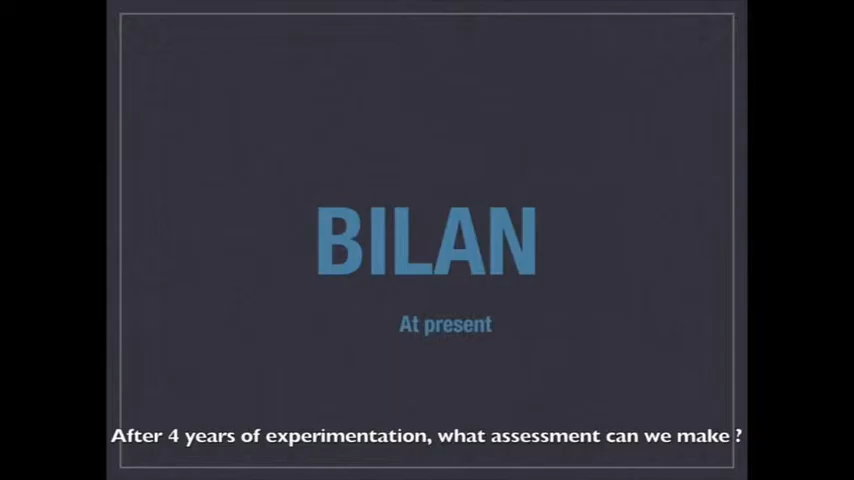 BILAN
At present
After 4 years of experimentation, what assessment can we make ?